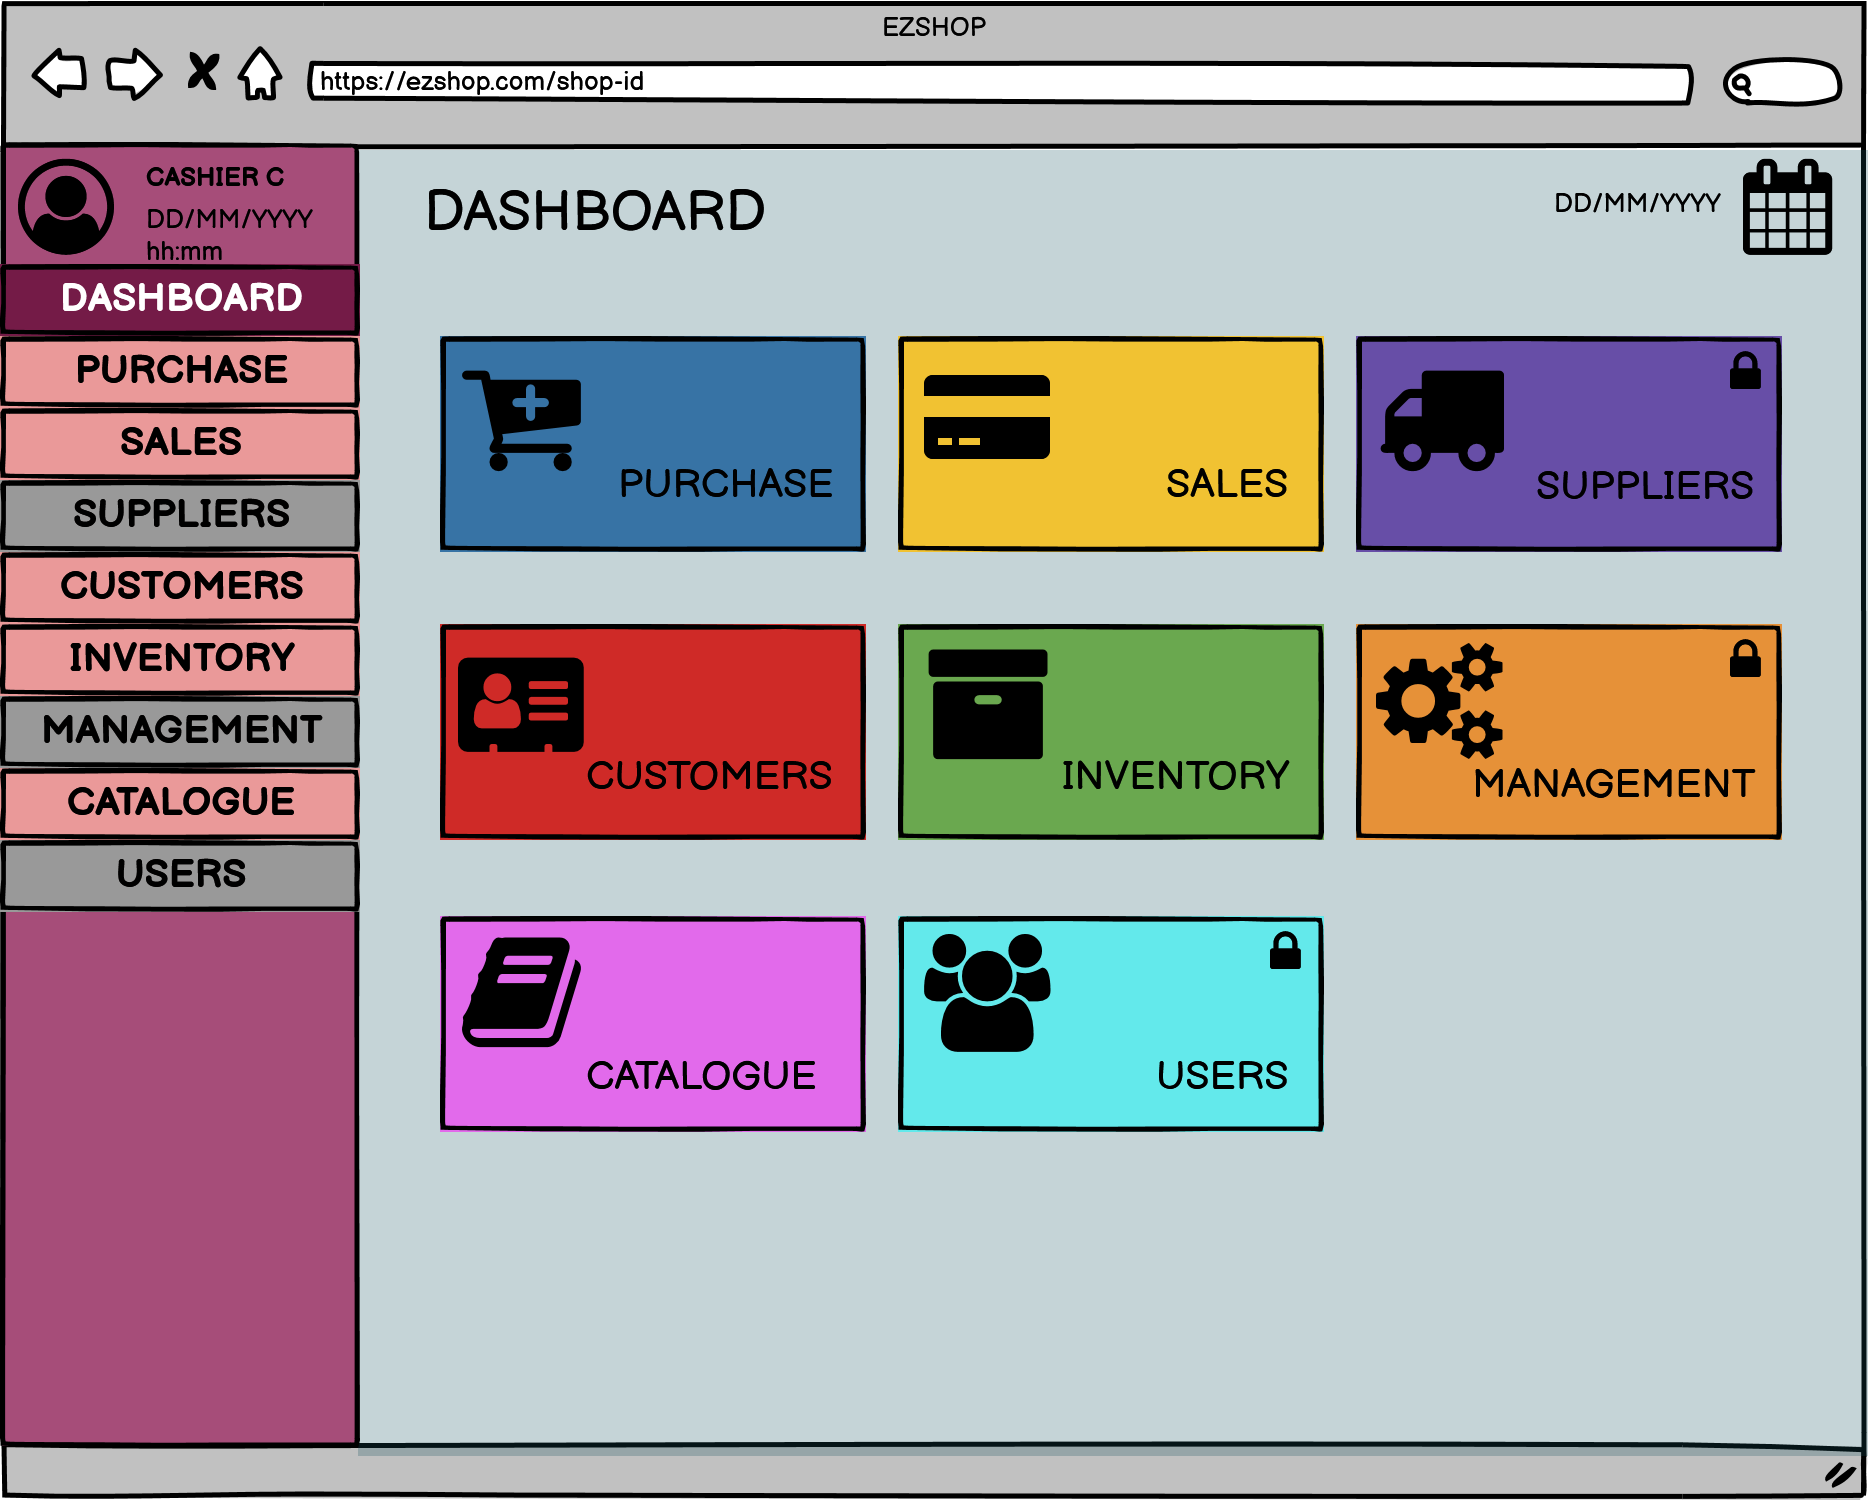 EZSHOP
https://ezshop.com/shop-id
CASHIER C
DD/MM/YYYY
hh:mm
DASHBOARD
PURCHASE
SALES
SUPPLIERS
CUSTOMERS
INVENTORY
MANAGEMENT
CATALOGUE
USERS
DASHBOARD
DD/MM/YYYY
PURCHASE
SALES
SUPPLIERS
CUSTOMERS
INVENTORY
MANAGEMENT
CATALOGUE
USERS